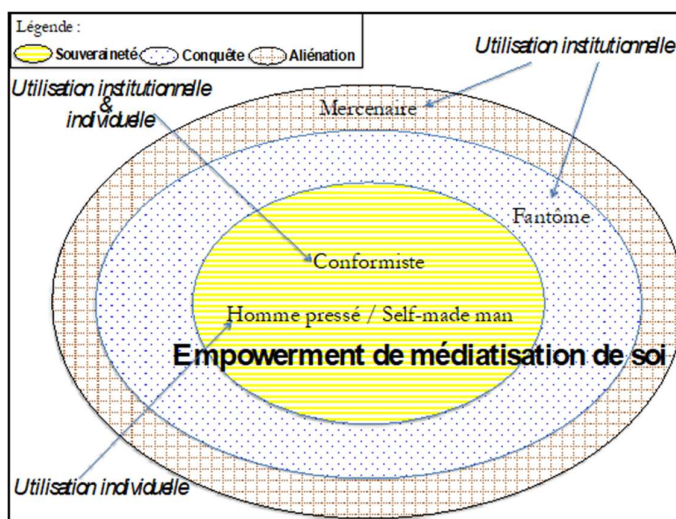 Légende :
Souveraineté Conquête Aliénation
Utilisation institutionnelle
Utilisation institutionnelle
&
individuelle
Mercenaire
Fantôme
Conformiste
Homme pressé / Self-made man
Empowerment de médiatisation de soi
Utilisation individuelle